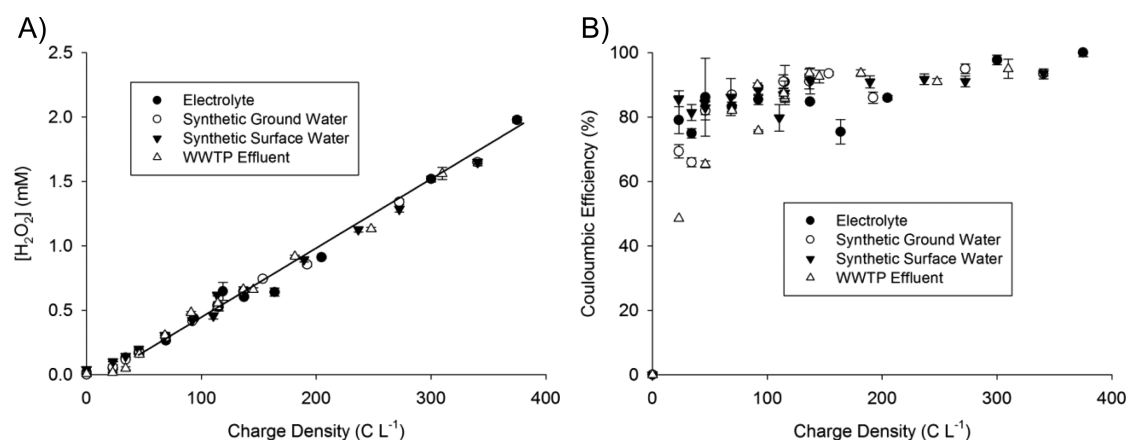 A)
2.5
2.0
1.5
1.0
0.5
0.0
[H₂O₂] (mM)
Electrolyte
Synthetic Ground Water
Synthetic Surface Water
WWTP Effluent
0 100 200 300 400
Charge Density (C L⁻¹)
B)
100
80
60
40
20
0
Couloumbic Efficiency (%)
Electrolyte
Synthetic Ground Water
Synthetic Surface Water
WWTP Effluent
0 100 200 300 400
Charge Density (C L⁻¹)